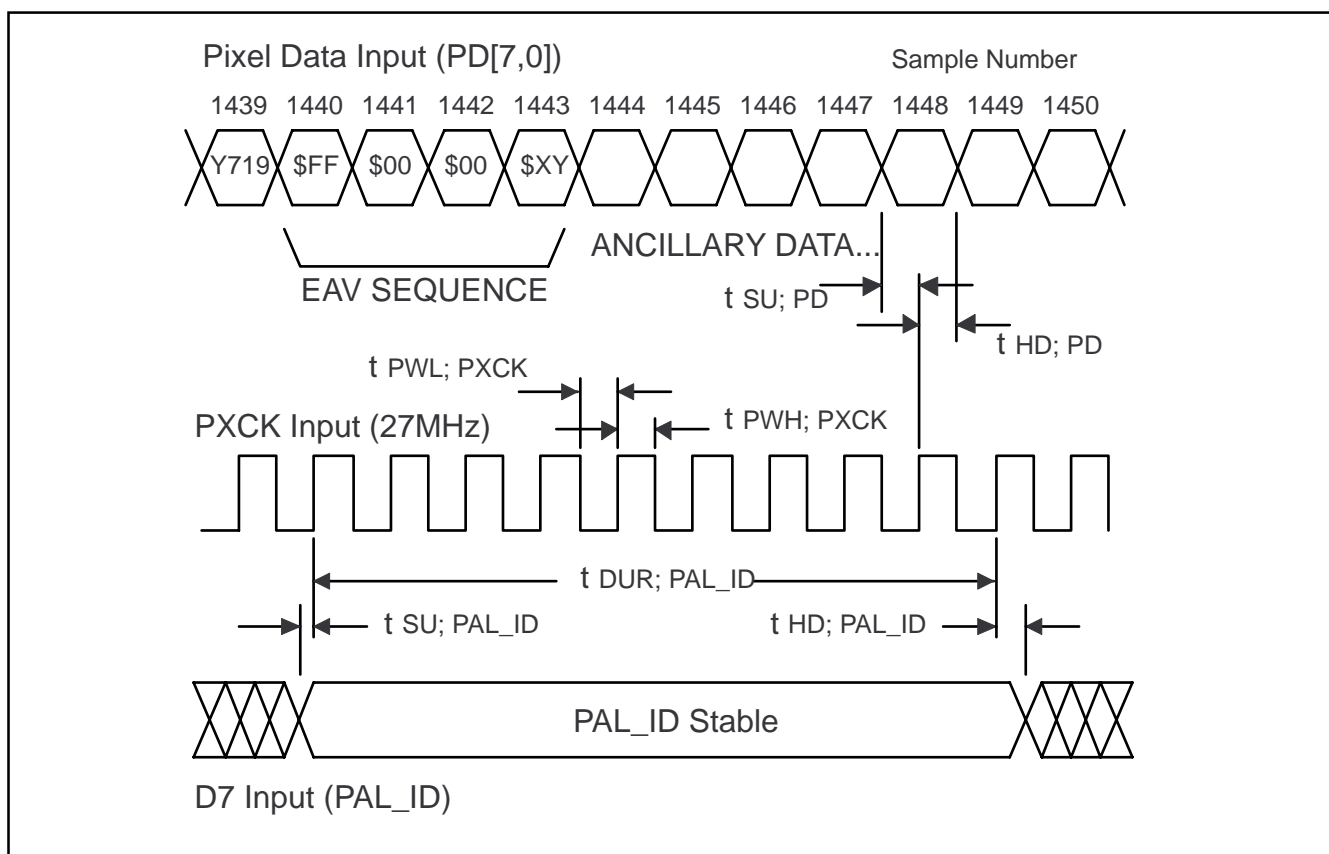 Pixel Data Input (PD[7,0]) Sample Number
1439 1440 1441 1442 1443 1444 1445 1446 1447 1448 1449 1450
Y719 $FF $00 $00 $XY
ANCILLARY DATA...
EAV SEQUENCE
t SU; PD
t HD; PD
t PWL; PXCK
t PWH; PXCK
PXCK Input (27MHz)
t DUR; PAL_ID
t SU; PAL_ID t HD; PAL_ID
PAL_ID Stable
D7 Input (PAL_ID)